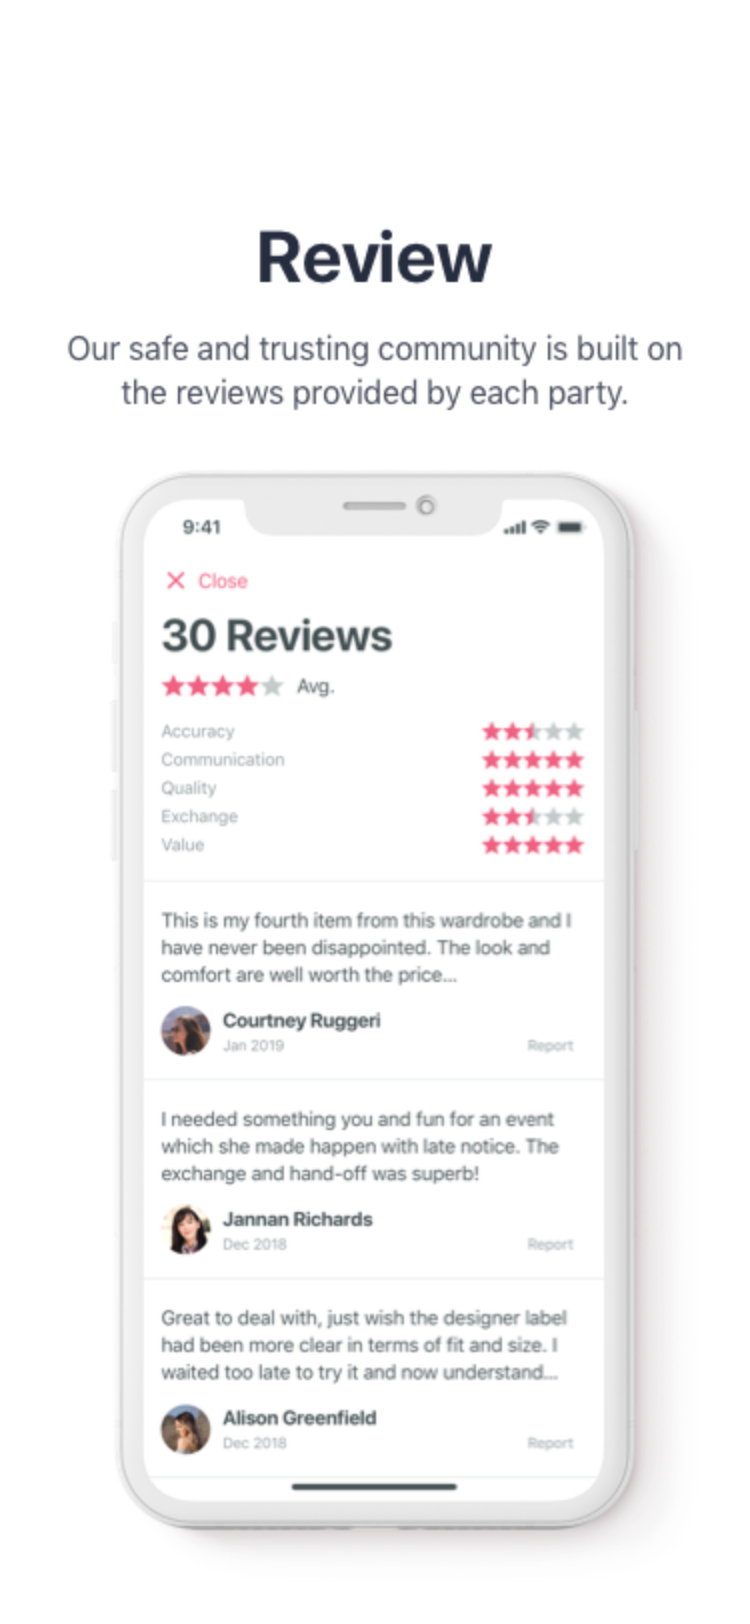 Review
Our safe and trusting community is built on
the reviews provided by each party.
9:41
Close
30 Reviews
Avg.
Accuracy
Communication
Quality
Exchange
Value
This is my fourth item from this wardrobe and I
have never been disappointed. The look and
comfort are well worth the price...
Courtney Ruggeri
Jan 2019
Report
I needed something you and fun for an event
which she made happen with late notice. The
exchange and hand-off was superb!
Jannan Richards
Dec 2018
Report
Great to deal with, just wish the designer label
had been more clear in terms of fit and size. I
waited too late to try it and now understand...
Alison Greenfield
Dec 2018
Report